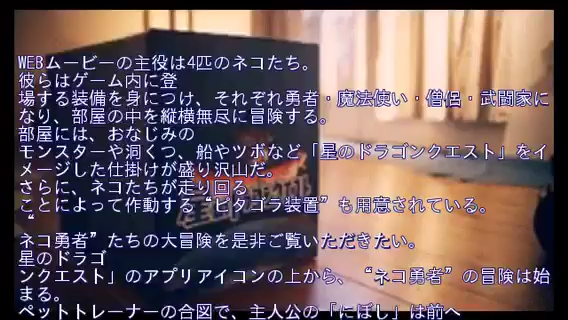 WEBムービーの主役は4匹のネコたち。
彼らはゲーム内に登
場する装備を身につけ、それぞれ勇者・魔法使い・僧侶・武闘家に
なり、部屋の中を縦横無尽に冒険する。
部屋には、おなじみの
モンスターや洞くつ、船やツボなど「星のドラゴンクエスト」をイ
メージした仕掛けが盛り沢山だ。
さらに、ネコたちが走り回る
ことによって作動する“ピタゴラ装置”も用意されている。
“
ネコ勇者”たちの大冒険を是非ご覧いただきたい。
星のドラゴ
ンクエスト」のアプリアイコンの上から、“ネコ勇者”の冒険は始
まる。
ペットトレーナーの合図で、主人公の「にぼし」は前へ